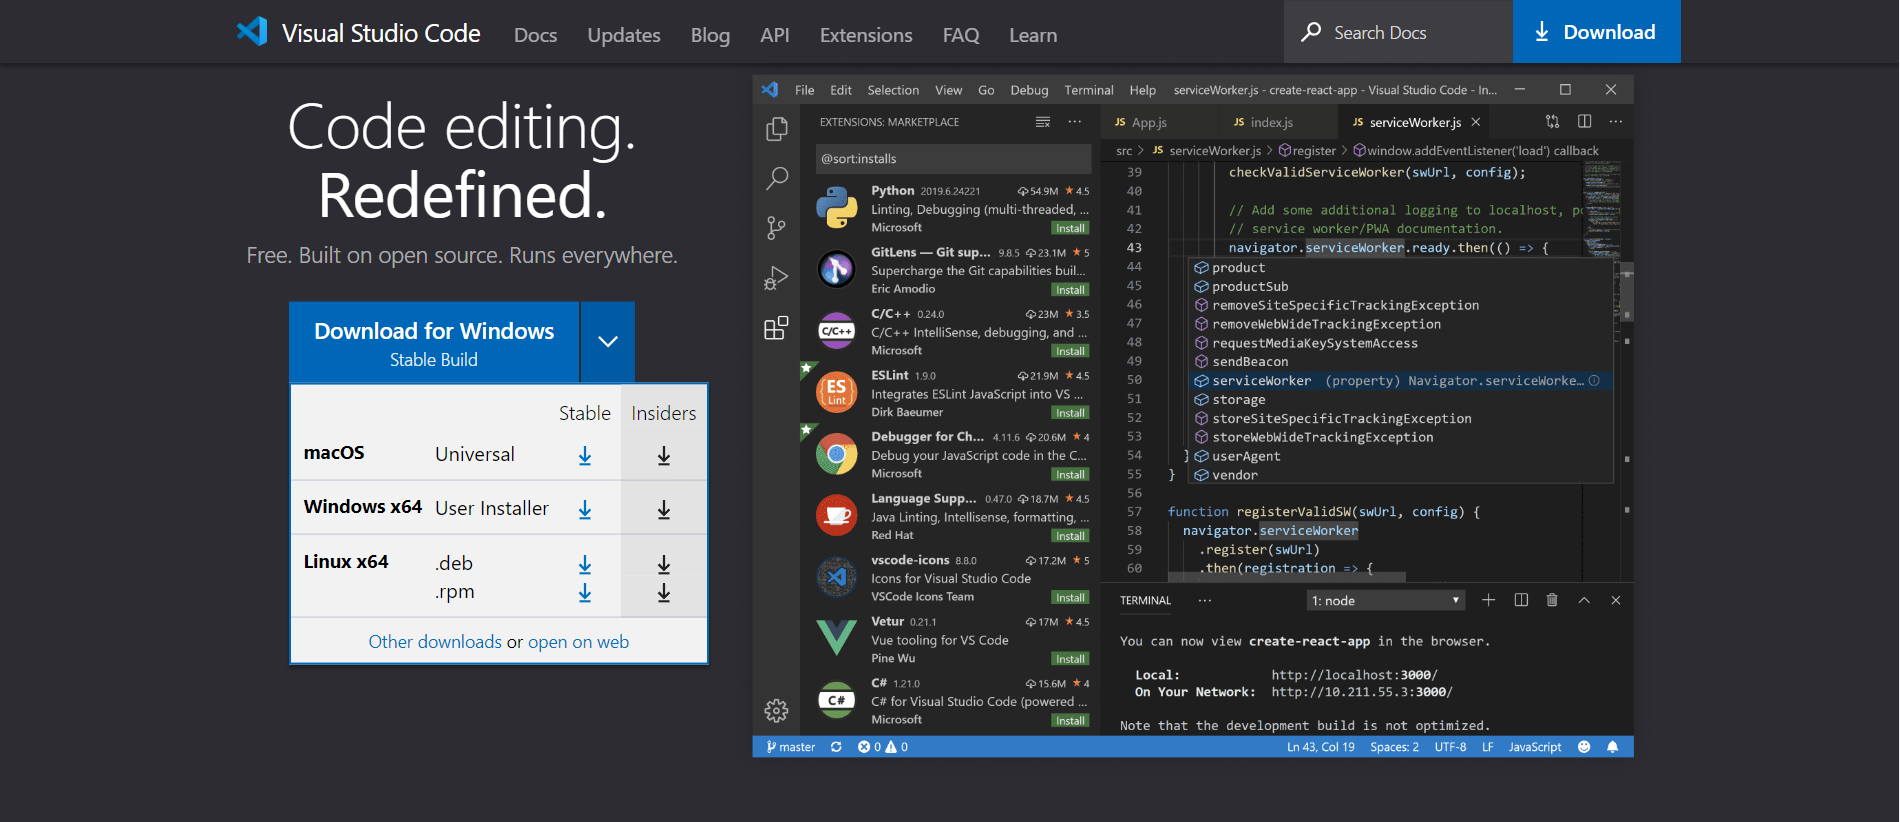 Visual Studio Code Docs Updates Blog API Extensions FAQ Learn Search Docs Download
Code editing.
Redefined.
Free. Built on open source. Runs everywhere.
Download for Windows
Stable Build
Stable Insiders
macOS Universal
Windows x64 User Installer
Linux x64 .deb
.rpm
Other downloads or open on web
File Edit Selection View Go Debug Terminal Help serviceWorker.js - create-react-app - Visual Studio Code - In...
EXTENSIONS: MARKETPLACE
@sort:installs
Python 2019.6.24221 54.9M 4.5
Linting, Debugging (multi-threaded, ...
Microsoft Install
GitLens — Git sup... 9.8.5 23.1M 5
Supercharge the Git capabilities buil...
Eric Amodio Install
C/C++
C/C++ 0.24.0 23M 3.5
C/C++ IntelliSense, debugging, and ...
Microsoft Install
ES
Lint
ESLint 1.9.0 21.9M 4.5
Integrates ESLint JavaScript into VS ...
Dirk Baeumer Install
Debugger for Ch... 4.11.6 20.6M 4
Debug your JavaScript code in the C...
Microsoft Install
Language Supp... 0.47.0 18.7M 4.5
Java Linting, Intellisense, formatting, ...
Red Hat Install
vscode-icons 8.8.0 17.2M 5
Icons for Visual Studio Code
VSCode Icons Team Install
Vetur 0.21.1 17M 4.5
Vue tooling for VS Code
Pine Wu Install
C#
C# 1.21.0 15.6M 4
C# for Visual Studio Code (powered ...
Microsoft Install
JS App.js JS index.js JS serviceWorker.js
src > JS serviceWorker.js > register > window.addEventListener('load') callback
39 checkValidServiceWorker(swUrl, config);
40
41 // Add some additional logging to localhost, p
42 // service worker/PWA documentation.
43 navigator.serviceWorker.ready.then(() => {
44 product
45 productSub
46 removeSiteSpecificTrackingException
47 removeWebWideTrackingException
48 requestMediaKeySystemAccess
49 sendBeacon
50 serviceWorker (property) Navigator.serviceWorke...
51 storage
52 storeSiteSpecificTrackingException
53 storeWebWideTrackingException
54 } userAgent
55 } vendor
56
57 function registerValidSW(swUrl, config) {
58 navigator.serviceWorker
59 .register(swUrl)
60 .then(registration => {
TERMINAL ... 1: node
You can now view create-react-app in the browser.
Local: http://localhost:3000/
On Your Network: http://10.211.55.3:3000/
Note that the development build is not optimized.
master 0 0 Ln 43, Col 19 Spaces: 2 UTF-8 LF JavaScript